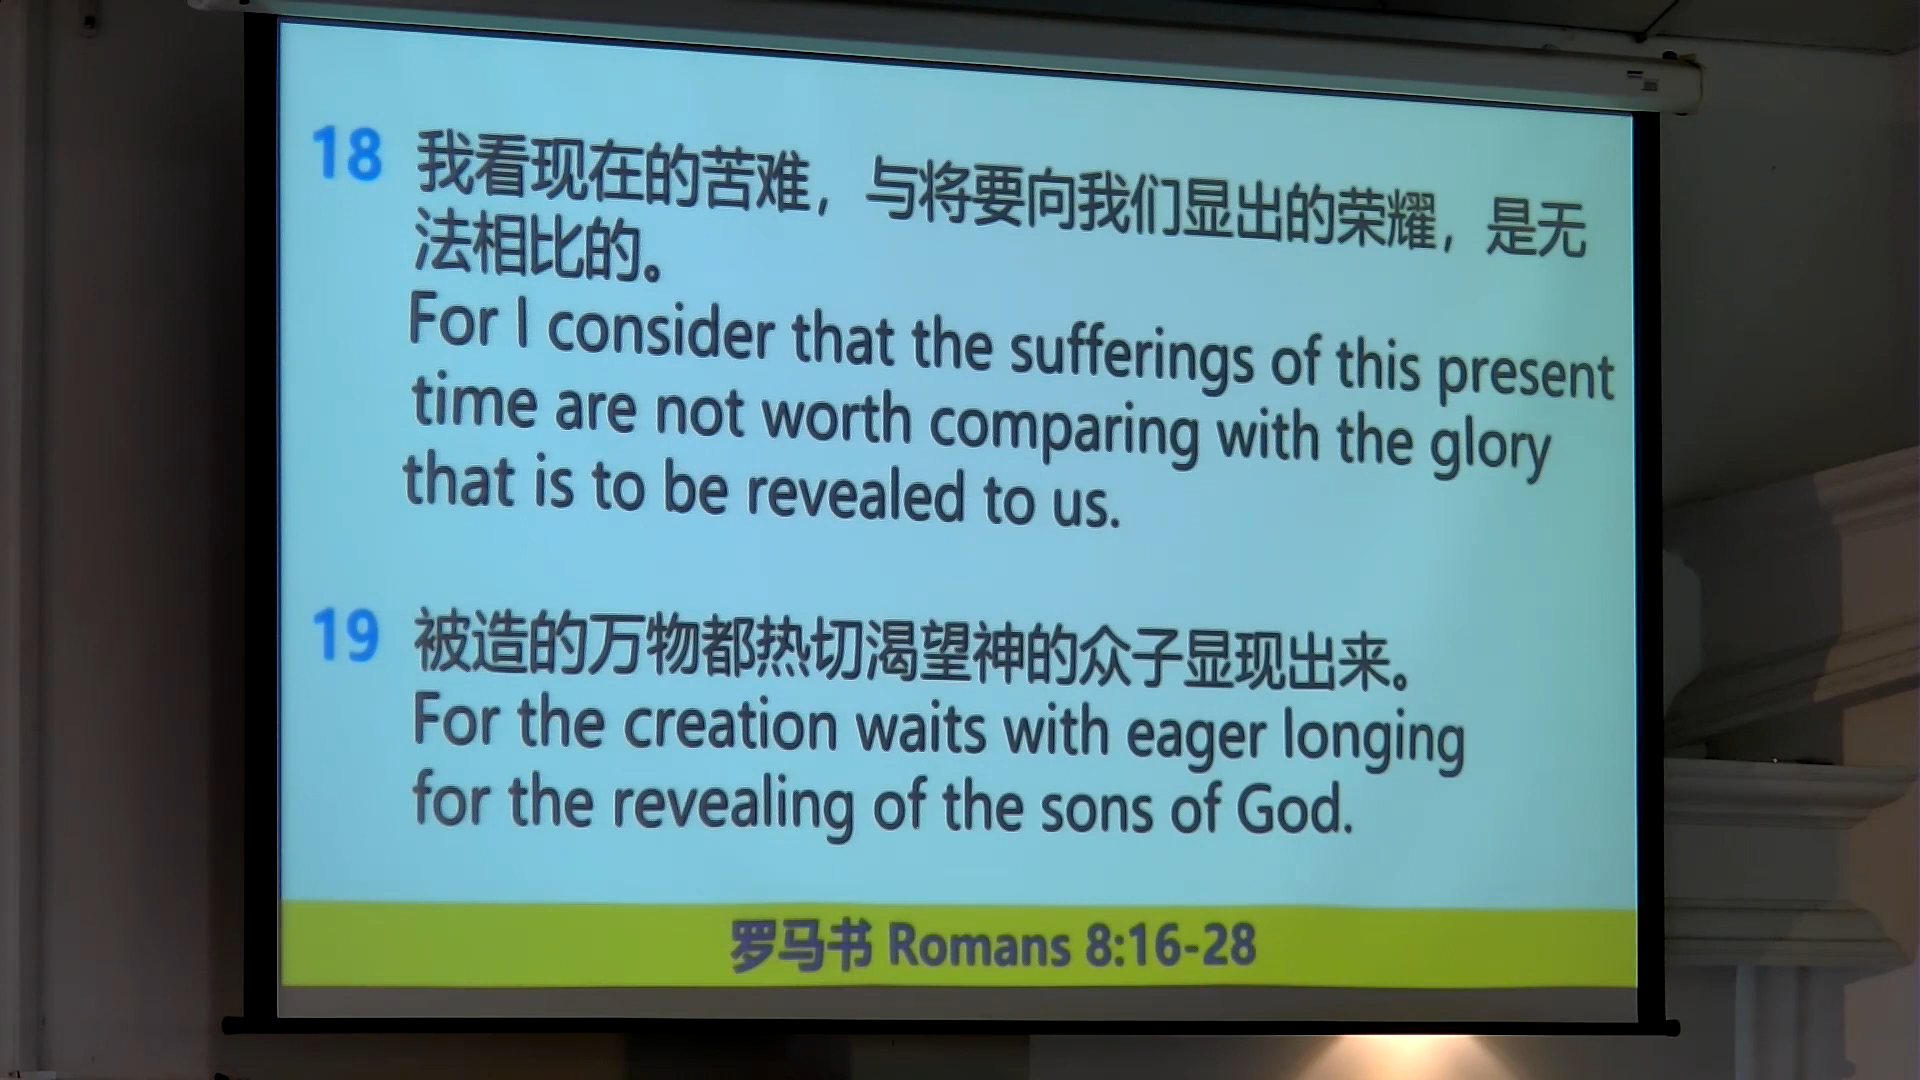 18 我看现在的苦难，与将要向我们显出的荣耀，是无
法相比的。
For I consider that the sufferings of this present
time are not worth comparing with the glory
that is to be revealed to us.
19 被造的万物都热切渴望神的众子显现出来。
For the creation waits with eager longing
for the revealing of the sons of God.
罗马书 Romans 8:16-28